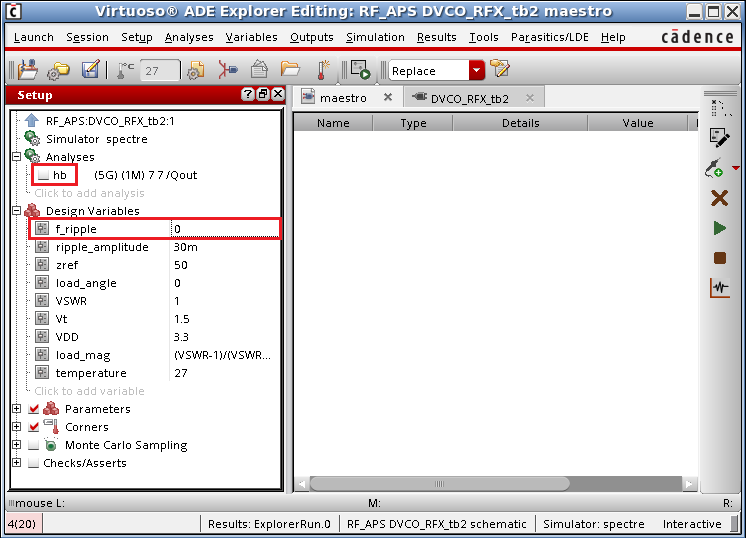 Virtuoso® ADE Explorer Editing: RF_APS DVCO_RFX_tb2 maestro
Launch Session Setup Analyses Variables Outputs Simulation Results Tools Parasitics/LDE Help cādence
°C 27 Replace
Setup
maestro DVCO_RFX_tb2
Name Type Details Value
RF_APS:DVCO_RFX_tb2:1
Simulator spectre
Analyses
hb (5G) (1M) 7 7 /Qout
Click to add analysis
Design Variables
f_ripple 0
ripple_amplitude 30m
zref 50
load_angle 0
VSWR 1
Vt 1.5
VDD 3.3
load_mag (VSWR-1)/(VSWR...
temperature 27
Click to add variable
Parameters
Corners
Monte Carlo Sampling
Checks/Asserts
mouse L: M: R:
4(20) Results: ExplorerRun.0 RF_APS DVCO_RFX_tb2 schematic Simulator: spectre Interactive